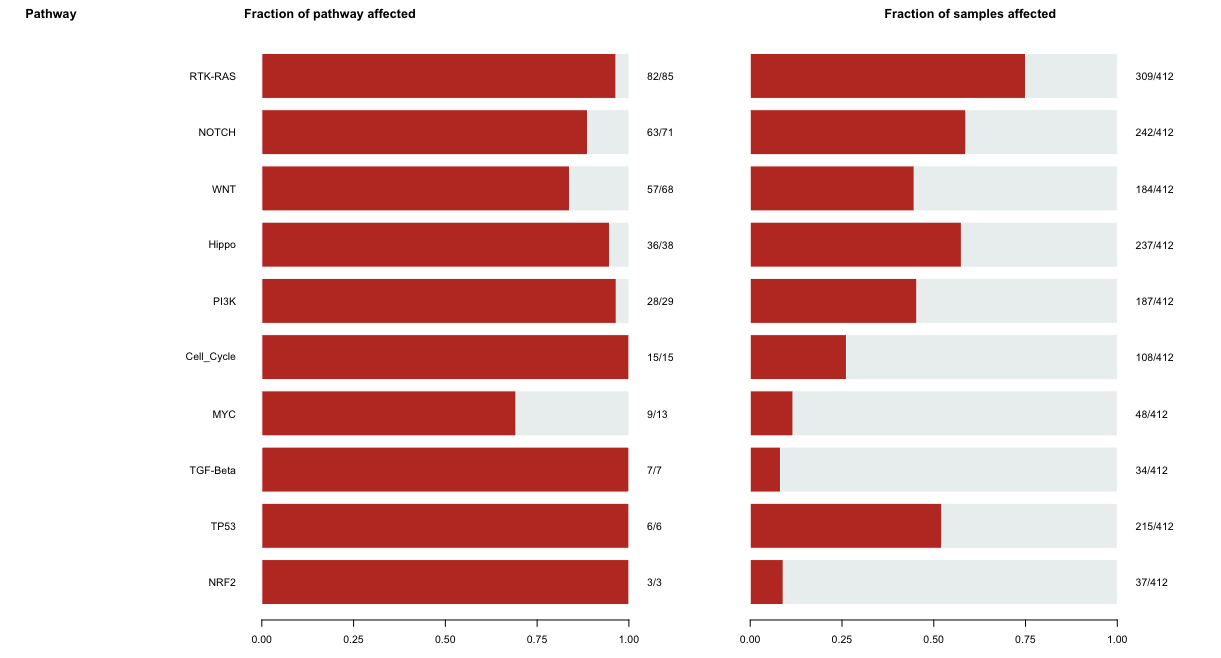 Pathway Fraction of pathway affected Fraction of samples affected
RTK-RAS 82/85 309/412
NOTCH 63/71 242/412
WNT 57/68 184/412
Hippo 36/38 237/412
PI3K 28/29 187/412
Cell_Cycle 15/15 108/412
MYC 9/13 48/412
TGF-Beta 7/7 34/412
TP53 6/6 215/412
NRF2 3/3 37/412
0.00 0.25 0.50 0.75 1.00 0.00 0.25 0.50 0.75 1.00